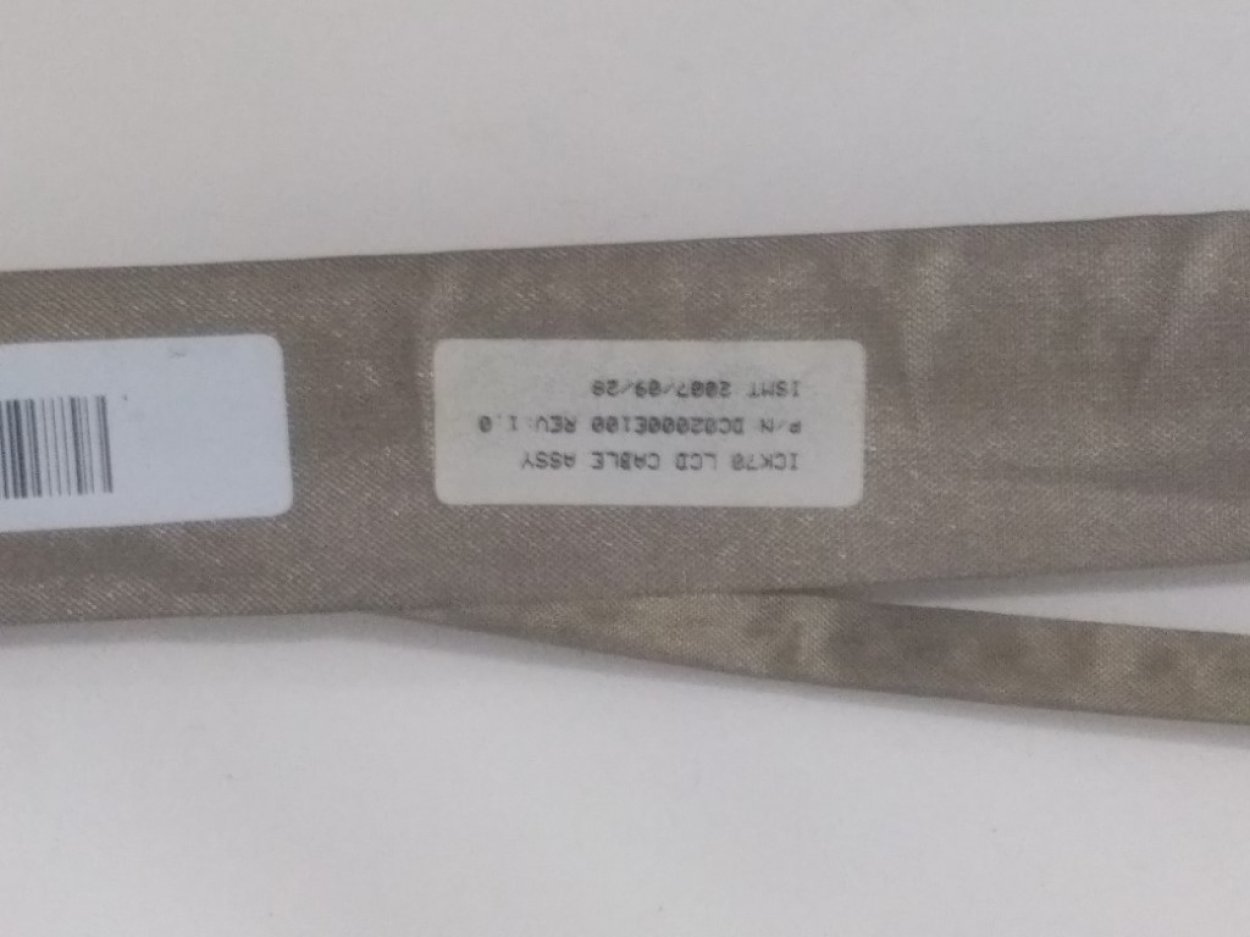 ICK70 LCD CABLE ASSY
P/N:DC02000E100 REV:1.0
ISMT 2007/09/28